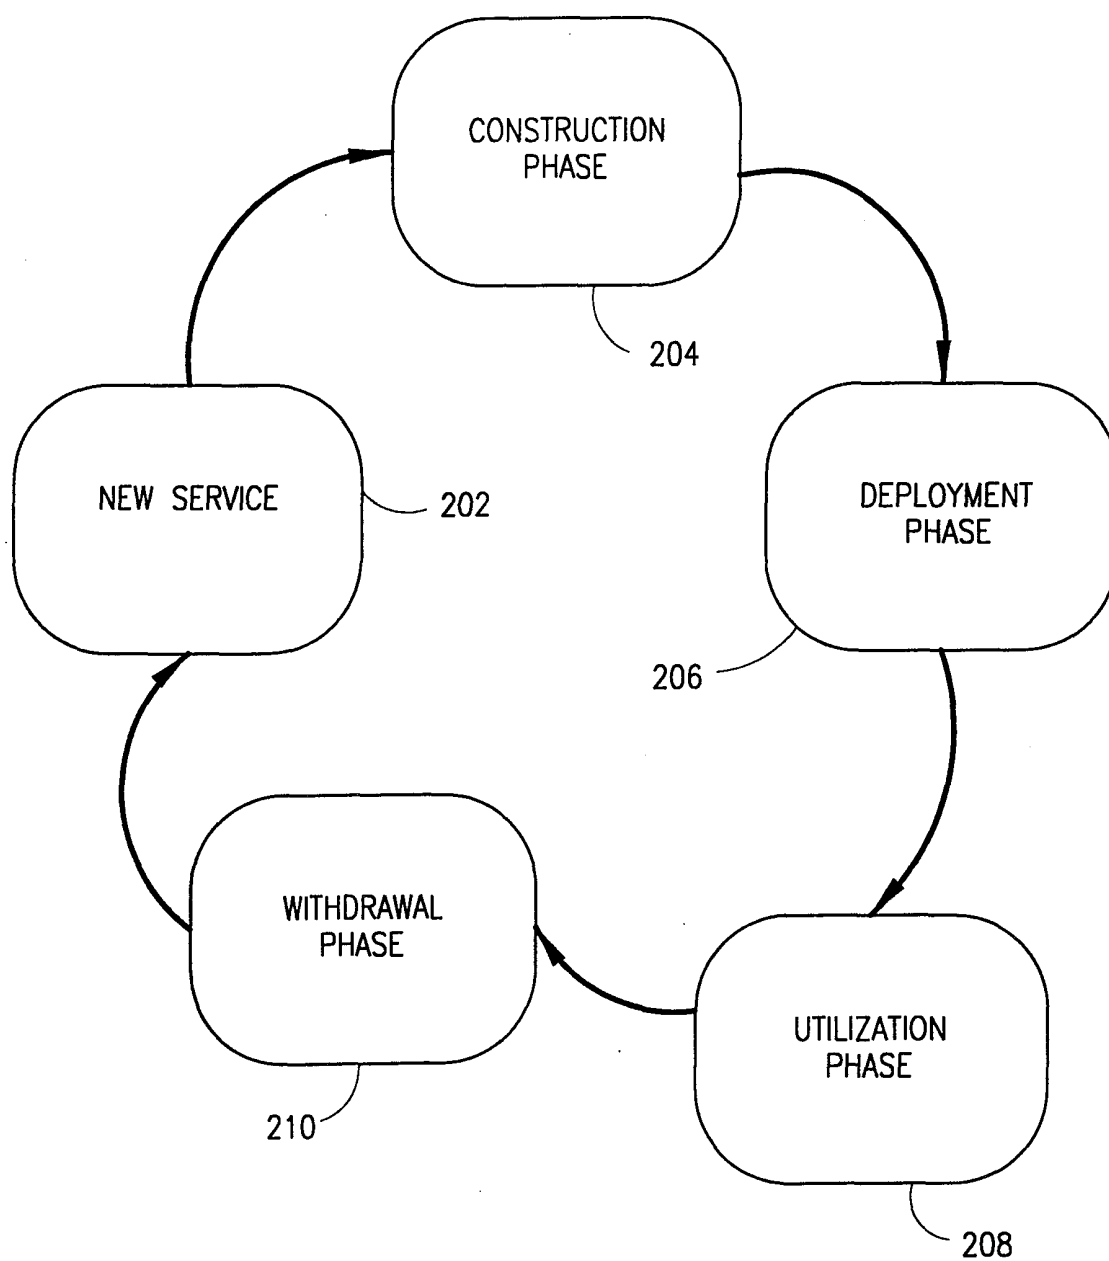 CONSTRUCTION
PHASE
204
NEW SERVICE
202
DEPLOYMENT
PHASE
206
WITHDRAWAL
PHASE
210
UTILIZATION
PHASE
208